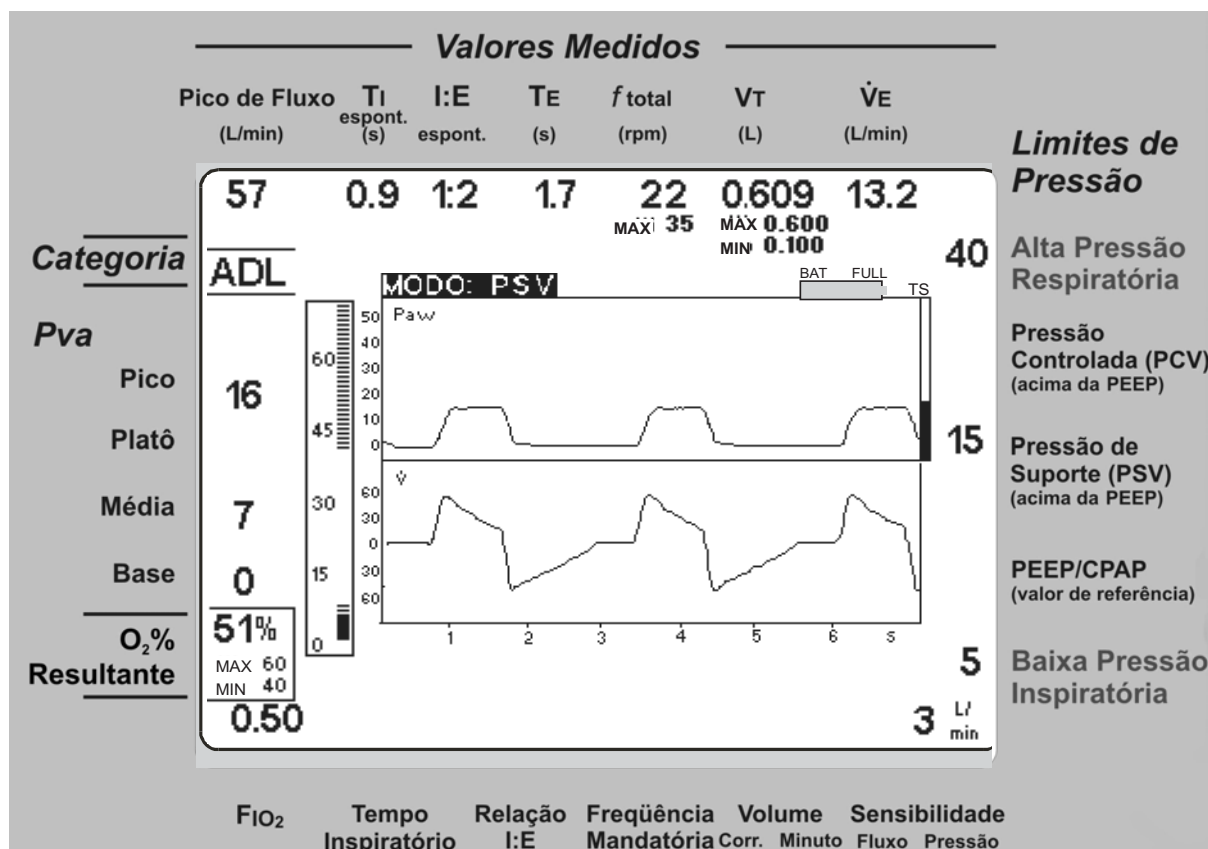 Valores Medidos
Pico de Fluxo TI I:E TE f total VT V̇E
espont.
(L/min) (s) espont. (s) (rpm) (L) (L/min)
Limites de
Pressão
57 0.9 1:2 1.7 22 0.609 13.2
MAX 35 MAX 0.600
MIN 0.100
Categoria
ADL
40
Alta Pressão
Respiratória
MODO: PSV
BAT FULL
TS
Pva
Pico
16
Platô
Média
7
Base
0
O2%
Resultante
51%
MAX 60
MIN 40
0.50
60
45
30
15
0
Paw
50
40
30
20
10
0
V̇
60
30
0
30
60
1 2 3 4 5 6 s
Pressão
Controlada (PCV)
(acima da PEEP)
15
Pressão de
Suporte (PSV)
(acima da PEEP)
PEEP/CPAP
(valor de referência)
5
Baixa Pressão
Inspiratória
3 L/
min
FIO2 Tempo Relação Freqüência Volume Sensibilidade
Inspiratório I:E Mandatória Corr. Minuto Fluxo Pressão